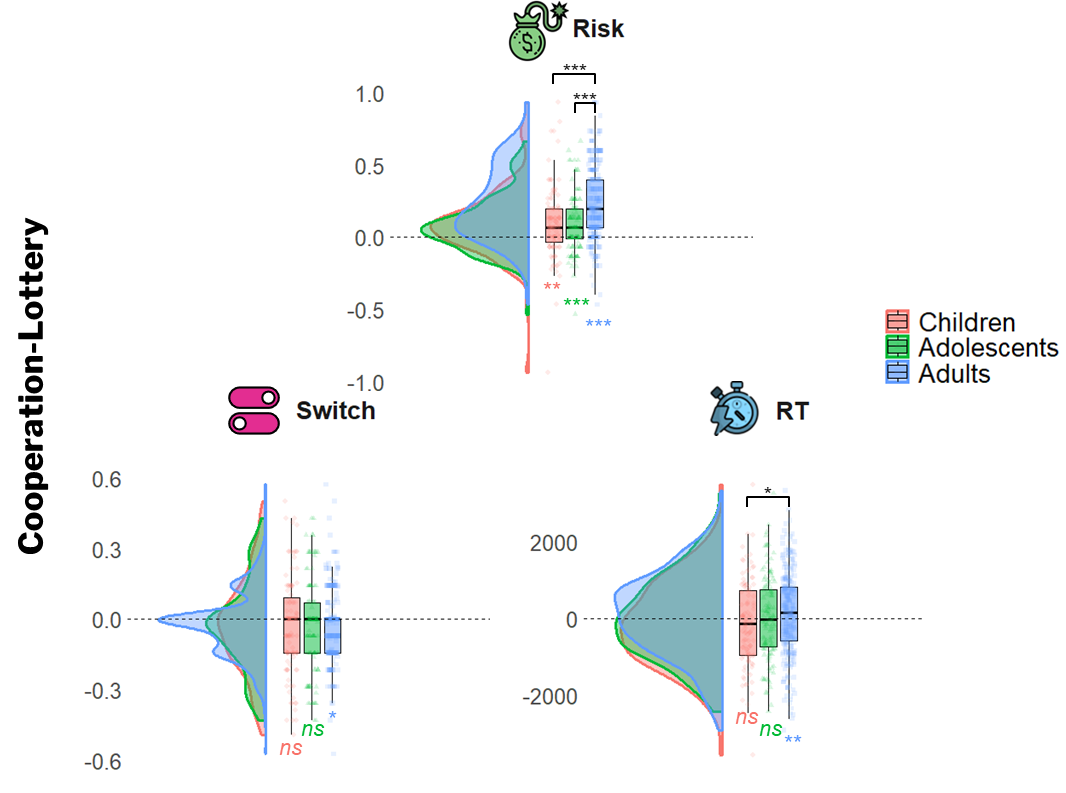 Risk
$
***
***
1.0
0.5
0.0
-0.5
-1.0
**
***
***
Cooperation-Lottery
Children
Adolescents
Adults
Switch
0.6
0.3
0.0
-0.3
-0.6
*
ns
ns
RT
*
2000
0
-2000
ns
ns
**